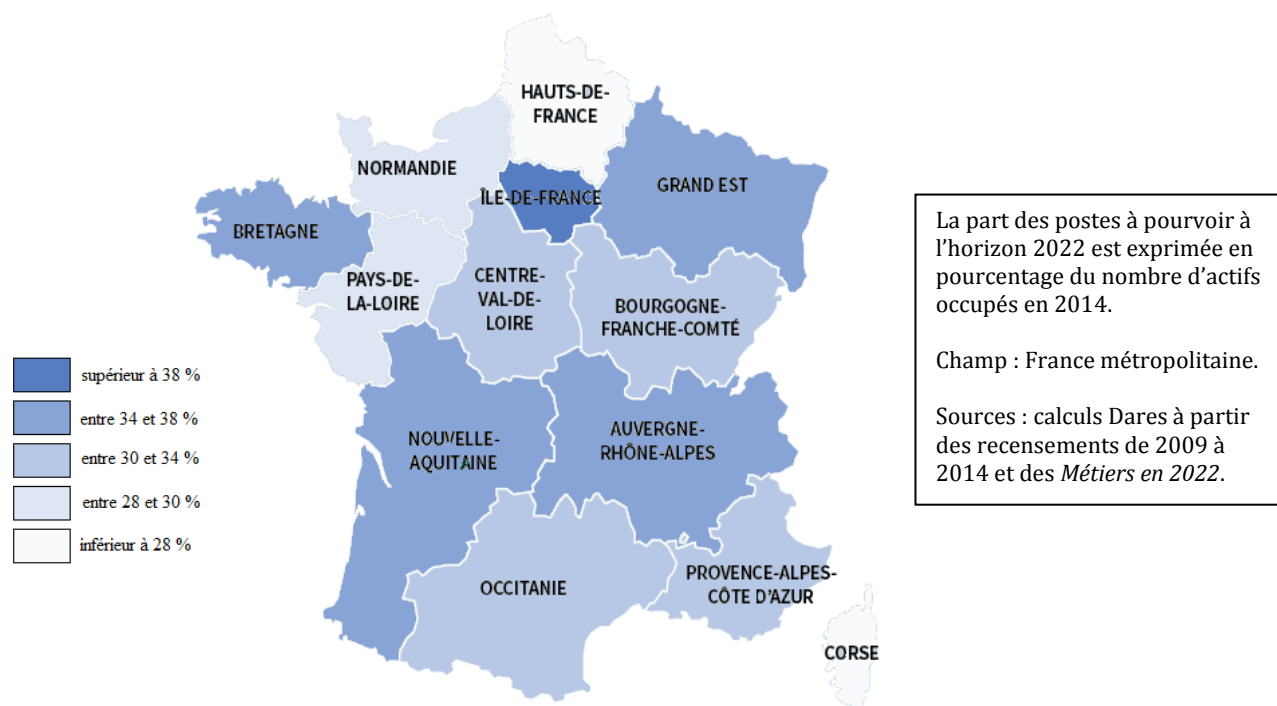 HAUTS-DE-
FRANCE
NORMANDIE
ÎLE-DE-FRANCE
GRAND EST
BRETAGNE
PAYS-DE-
LA-LOIRE
CENTRE-
VAL-DE-
LOIRE
BOURGOGNE-
FRANCHE-COMTÉ
NOUVELLE-
AQUITAINE
AUVERGNE-
RHÔNE-ALPES
OCCITANIE
PROVENCE-ALPES-
CÔTE D'AZUR
CORSE
supérieur à 38 %
entre 34 et 38 %
entre 30 et 34 %
entre 28 et 30 %
inférieur à 28 %
La part des postes à pourvoir à
l'horizon 2022 est exprimée en
pourcentage du nombre d'actifs
occupés en 2014.
Champ : France métropolitaine.
Sources : calculs Dares à partir
des recensements de 2009 à
2014 et des Métiers en 2022.